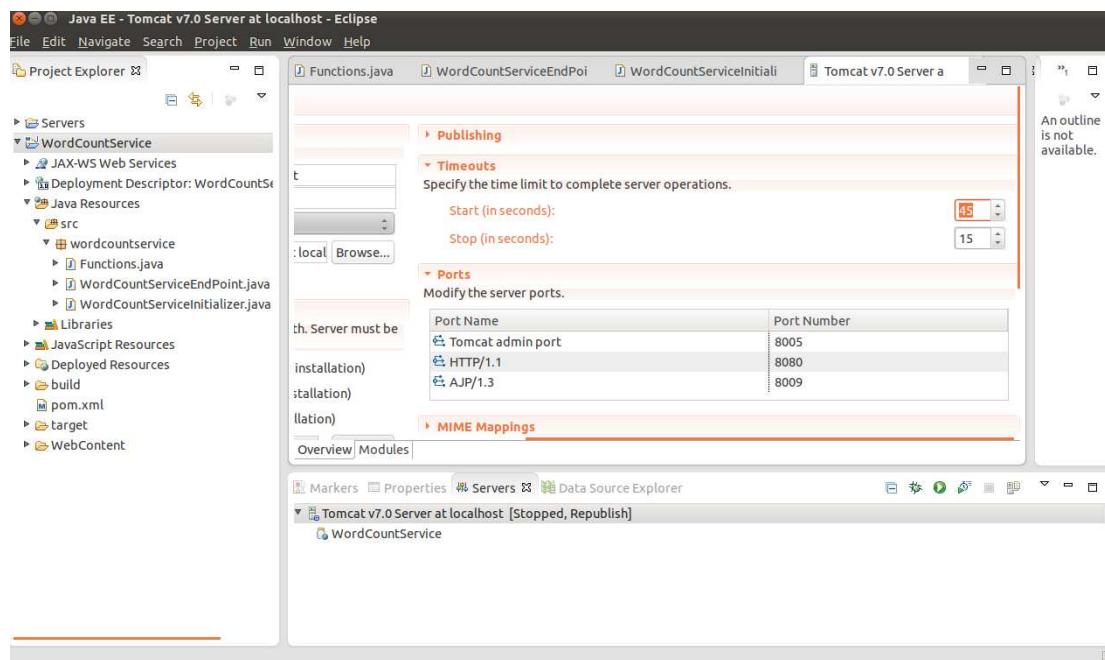 Java EE - Tomcat v7.0 Server at localhost - Eclipse
File Edit Navigate Search Project Run Window Help
Project Explorer
Servers
WordCountService
JAX-WS Web Services
Deployment Descriptor: WordCountSe
Java Resources
src
wordcountservice
Functions.java
WordCountServiceEndPoint.java
WordCountServiceInitializer.java
Libraries
JavaScript Resources
Deployed Resources
build
pom.xml
target
WebContent
Functions.java WordCountServiceEndPoi WordCountServiceInitiali Tomcat v7.0 Server a
t
: local Browse...
th. Server must be
installation)
stallation)
llation)
Publishing
Timeouts
Specify the time limit to complete server operations.
Start (in seconds): 45
Stop (in seconds): 15
Ports
Modify the server ports.
Port Name Port Number
Tomcat admin port 8005
HTTP/1.1 8080
AJP/1.3 8009
MIME Mappings
Overview Modules
»1
An outline
is not
available.
Markers Properties Servers Data Source Explorer
Tomcat v7.0 Server at localhost [Stopped, Republish]
WordCountService